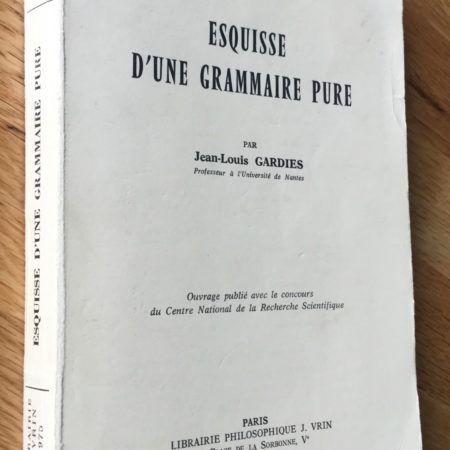 ESQUISSE
D'UNE GRAMMAIRE PURE
PAR
Jean-Louis GARDIES
Professeur à l'Université de Nantes
Ouvrage publié avec le concours
du Centre National de la Recherche Scientifique
PARIS
LIBRAIRIE PHILOSOPHIQUE J. VRIN
DE LA SORBONNE, Vᵉ
ESQUISSE D'UNE GRAMMAIRE PURE